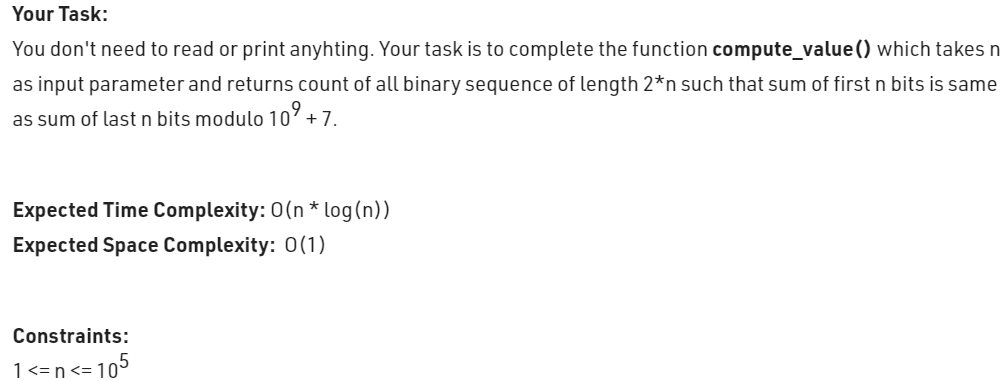 Your Task:
You don't need to read or print anyhting. Your task is to complete the function compute_value() which takes n
as input parameter and returns count of all binary sequence of length 2*n such that sum of first n bits is same
as sum of last n bits modulo 10^9 + 7.
Expected Time Complexity: O(n * log(n))
Expected Space Complexity: O(1)
Constraints:
1 <= n <= 10^5